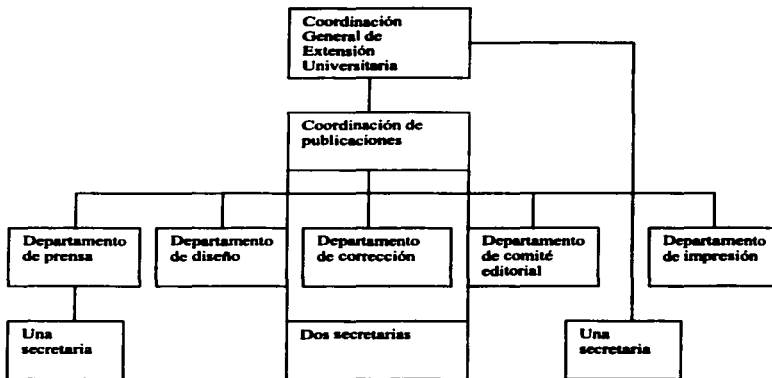 Coordinación
General de
Extensión
Universitaria
Coordinación de
publicaciones
Departamento
de prensa
Departamento
de diseño
Departamento
de corrección
Departamento
de comité
editorial
Departamento
de impresión
Una
secretaria
Dos secretarias
Una
secretaria